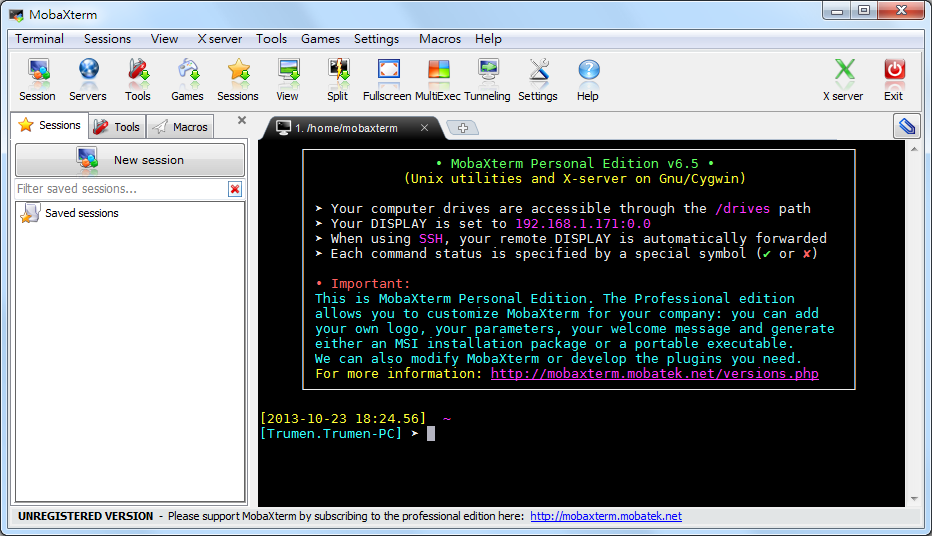 MobaXterm
Terminal Sessions View X server Tools Games Settings Macros Help
Session Servers Tools Games Sessions View Split Fullscreen MultiExec Tunneling Settings Help X server Exit
Sessions Tools Macros
1. /home/mobaxterm
New session
Filter saved sessions...
Saved sessions
• MobaXterm Personal Edition v6.5 •
(Unix utilities and X-server on Gnu/Cygwin)
➤ Your computer drives are accessible through the /drives path
➤ Your DISPLAY is set to 192.168.1.171:0.0
➤ When using SSH, your remote DISPLAY is automatically forwarded
➤ Each command status is specified by a special symbol (✔ or ✘)
• Important:
This is MobaXterm Personal Edition. The Professional edition
allows you to customize MobaXterm for your company: you can add
your own logo, your parameters, your welcome message and generate
either an MSI installation package or a portable executable.
We can also modify MobaXterm or develop the plugins you need.
For more information: http://mobaxterm.mobatek.net/versions.php
[2013-10-23 18:24.56] ~
[Trumen.Trumen-PC] ➤
UNREGISTERED VERSION - Please support MobaXterm by subscribing to the professional edition here: http://mobaxterm.mobatek.net